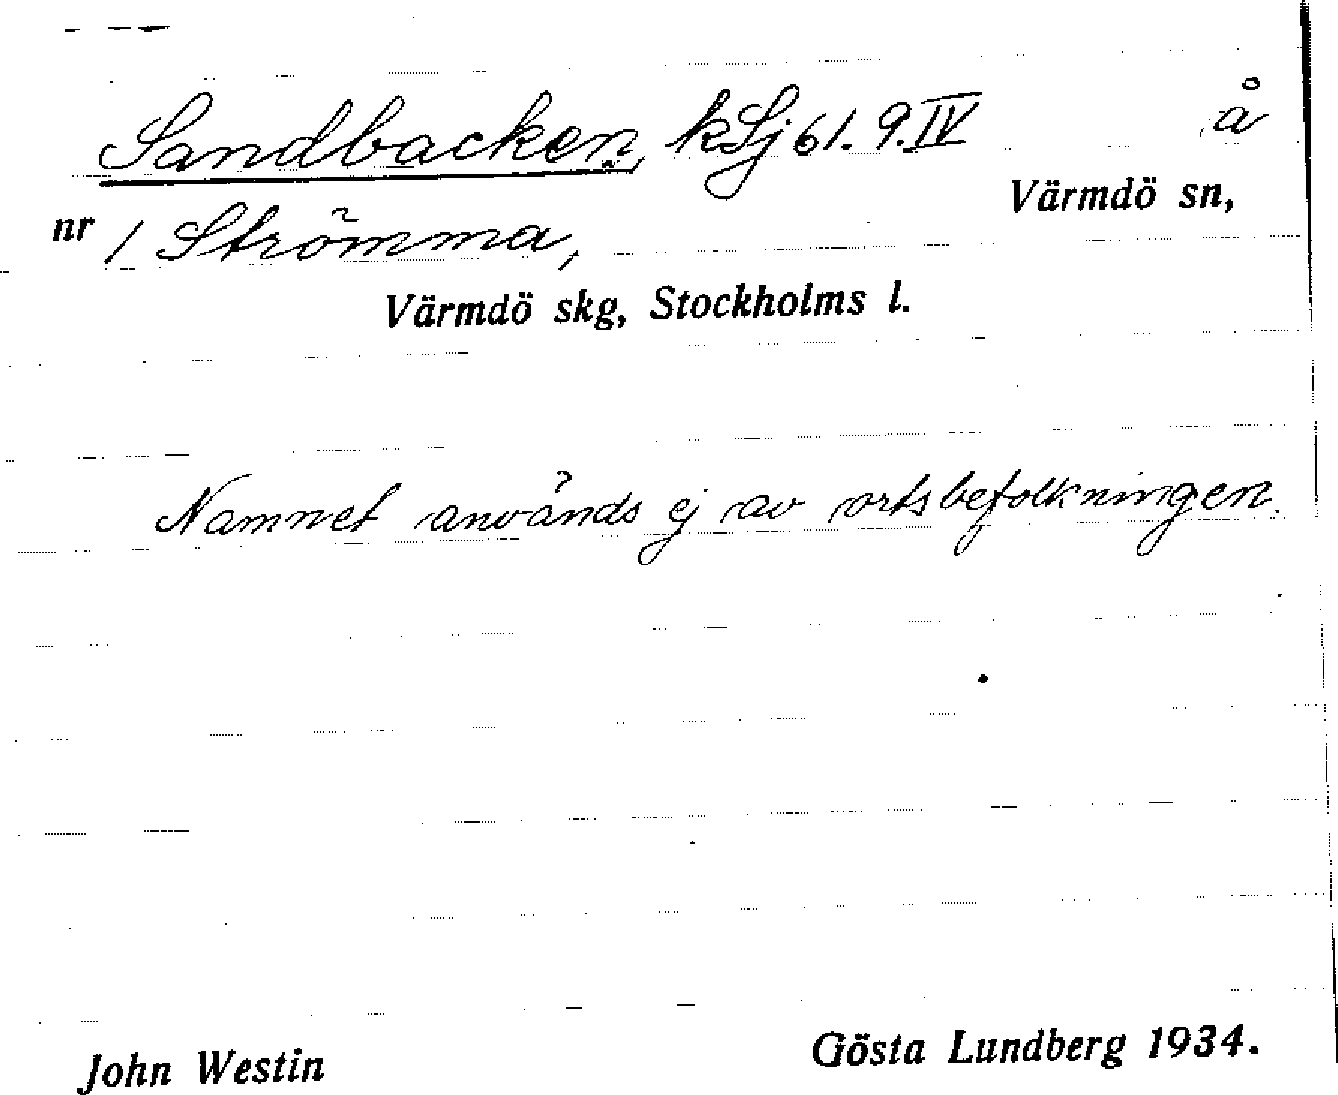 Sandbacken, kSj 61. 9. IV å
Värmdö sn,
nr 1 Strömma,
Värmdö skg, Stockholms l.
Namnet används ej av ortsbefolkningen.
John Westin
Gösta Lundberg 1934.